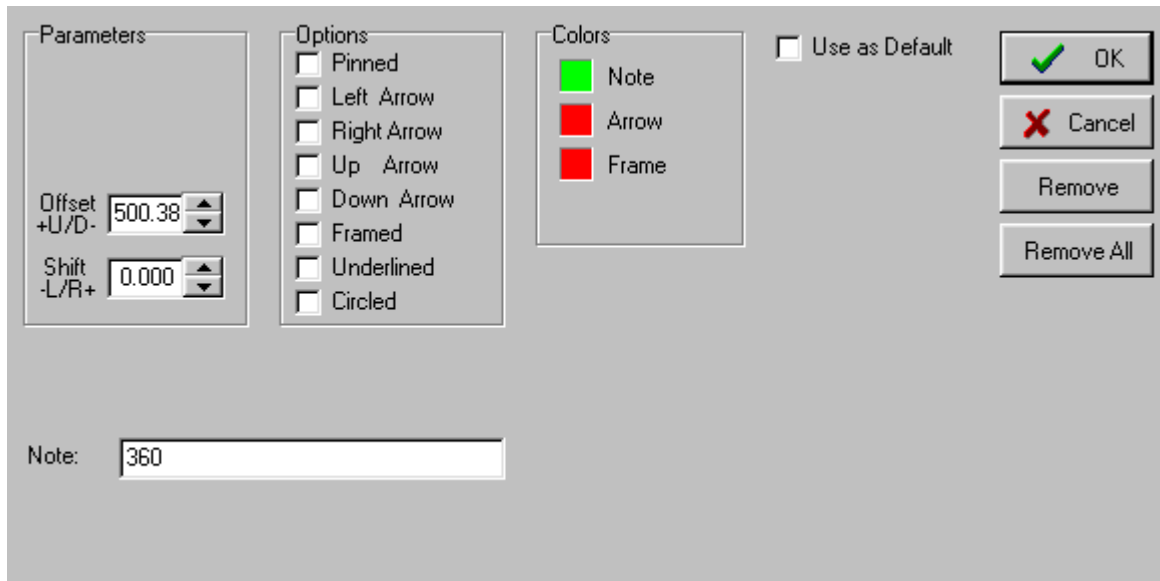 Parameters
Offset
+U/D-
500.38
Shift
-L/R+
0.000
Options
Pinned
Left Arrow
Right Arrow
Up Arrow
Down Arrow
Framed
Underlined
Circled
Colors
Note
Arrow
Frame
Use as Default
OK
Cancel
Remove
Remove All
Note: 360